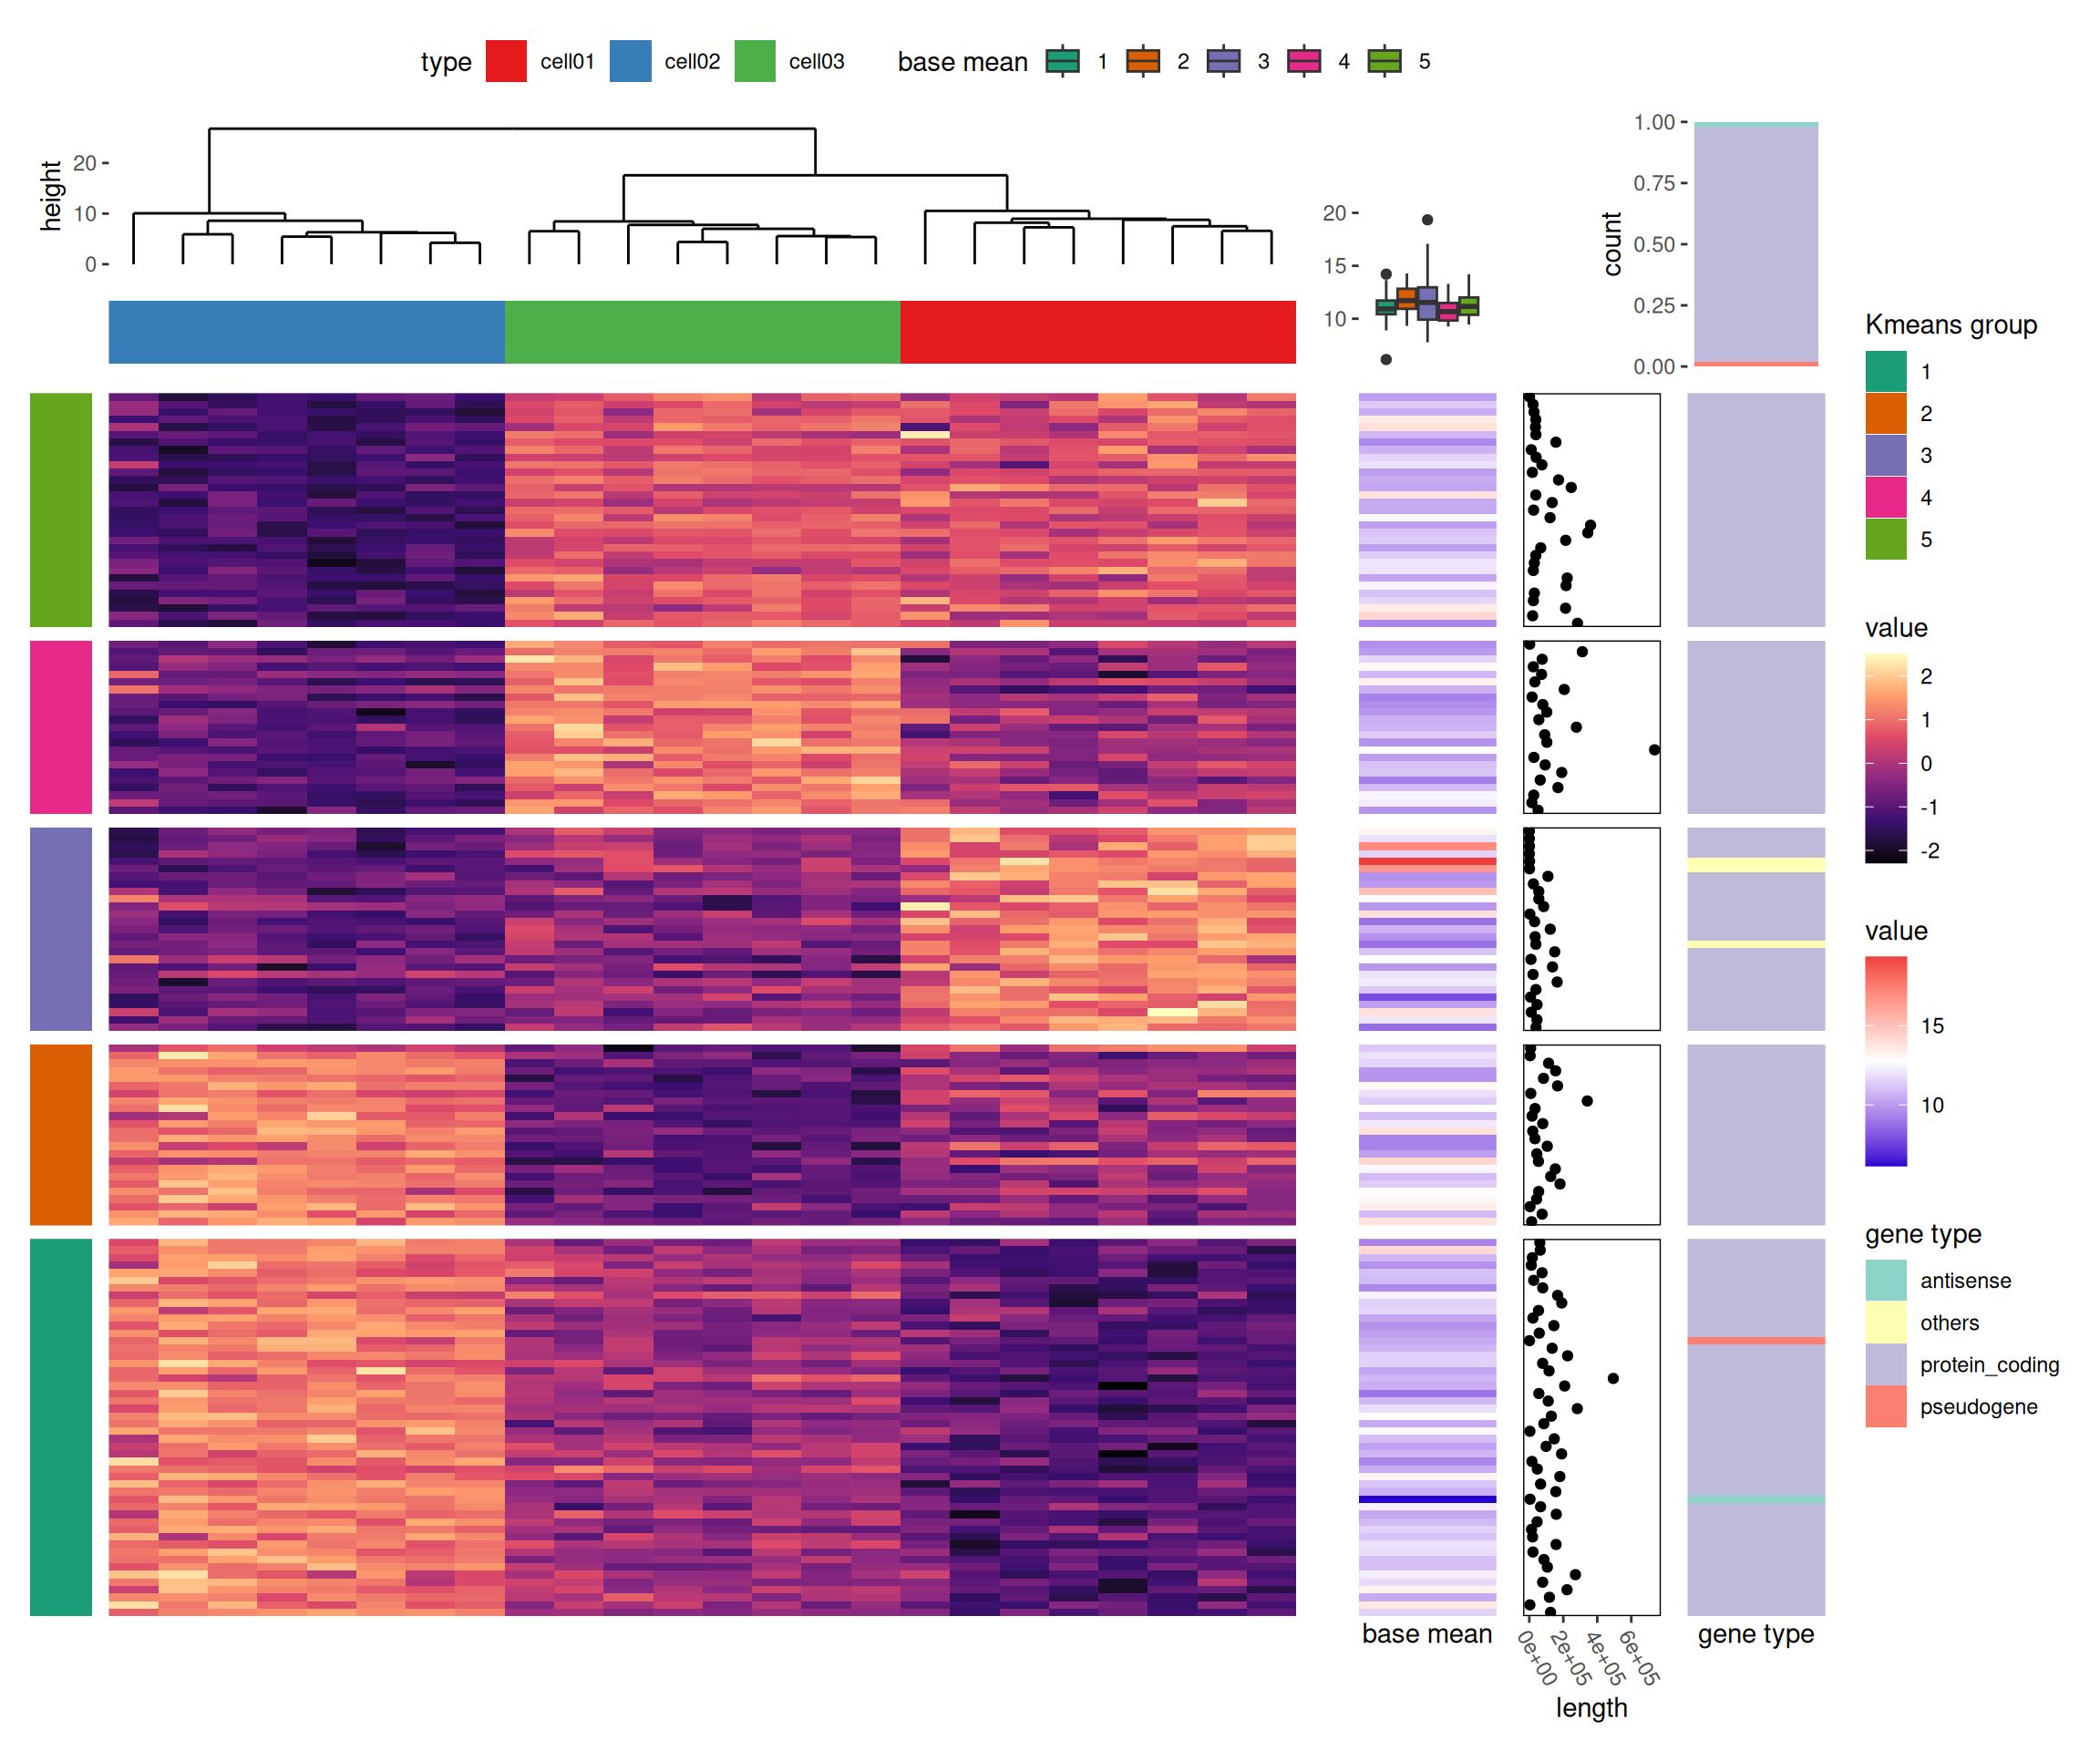 type cell01 cell02 cell03 base mean 1 2 3 4 5
height
20
10
0
20
15
10
count
1.00
0.75
0.50
0.25
0.00
Kmeans group
1
2
3
4
5
value
2
1
0
-1
-2
value
15
10
gene type
antisense
others
protein_coding
pseudogene
base mean
0e+00 2e+05 4e+05 6e+05
length
gene type